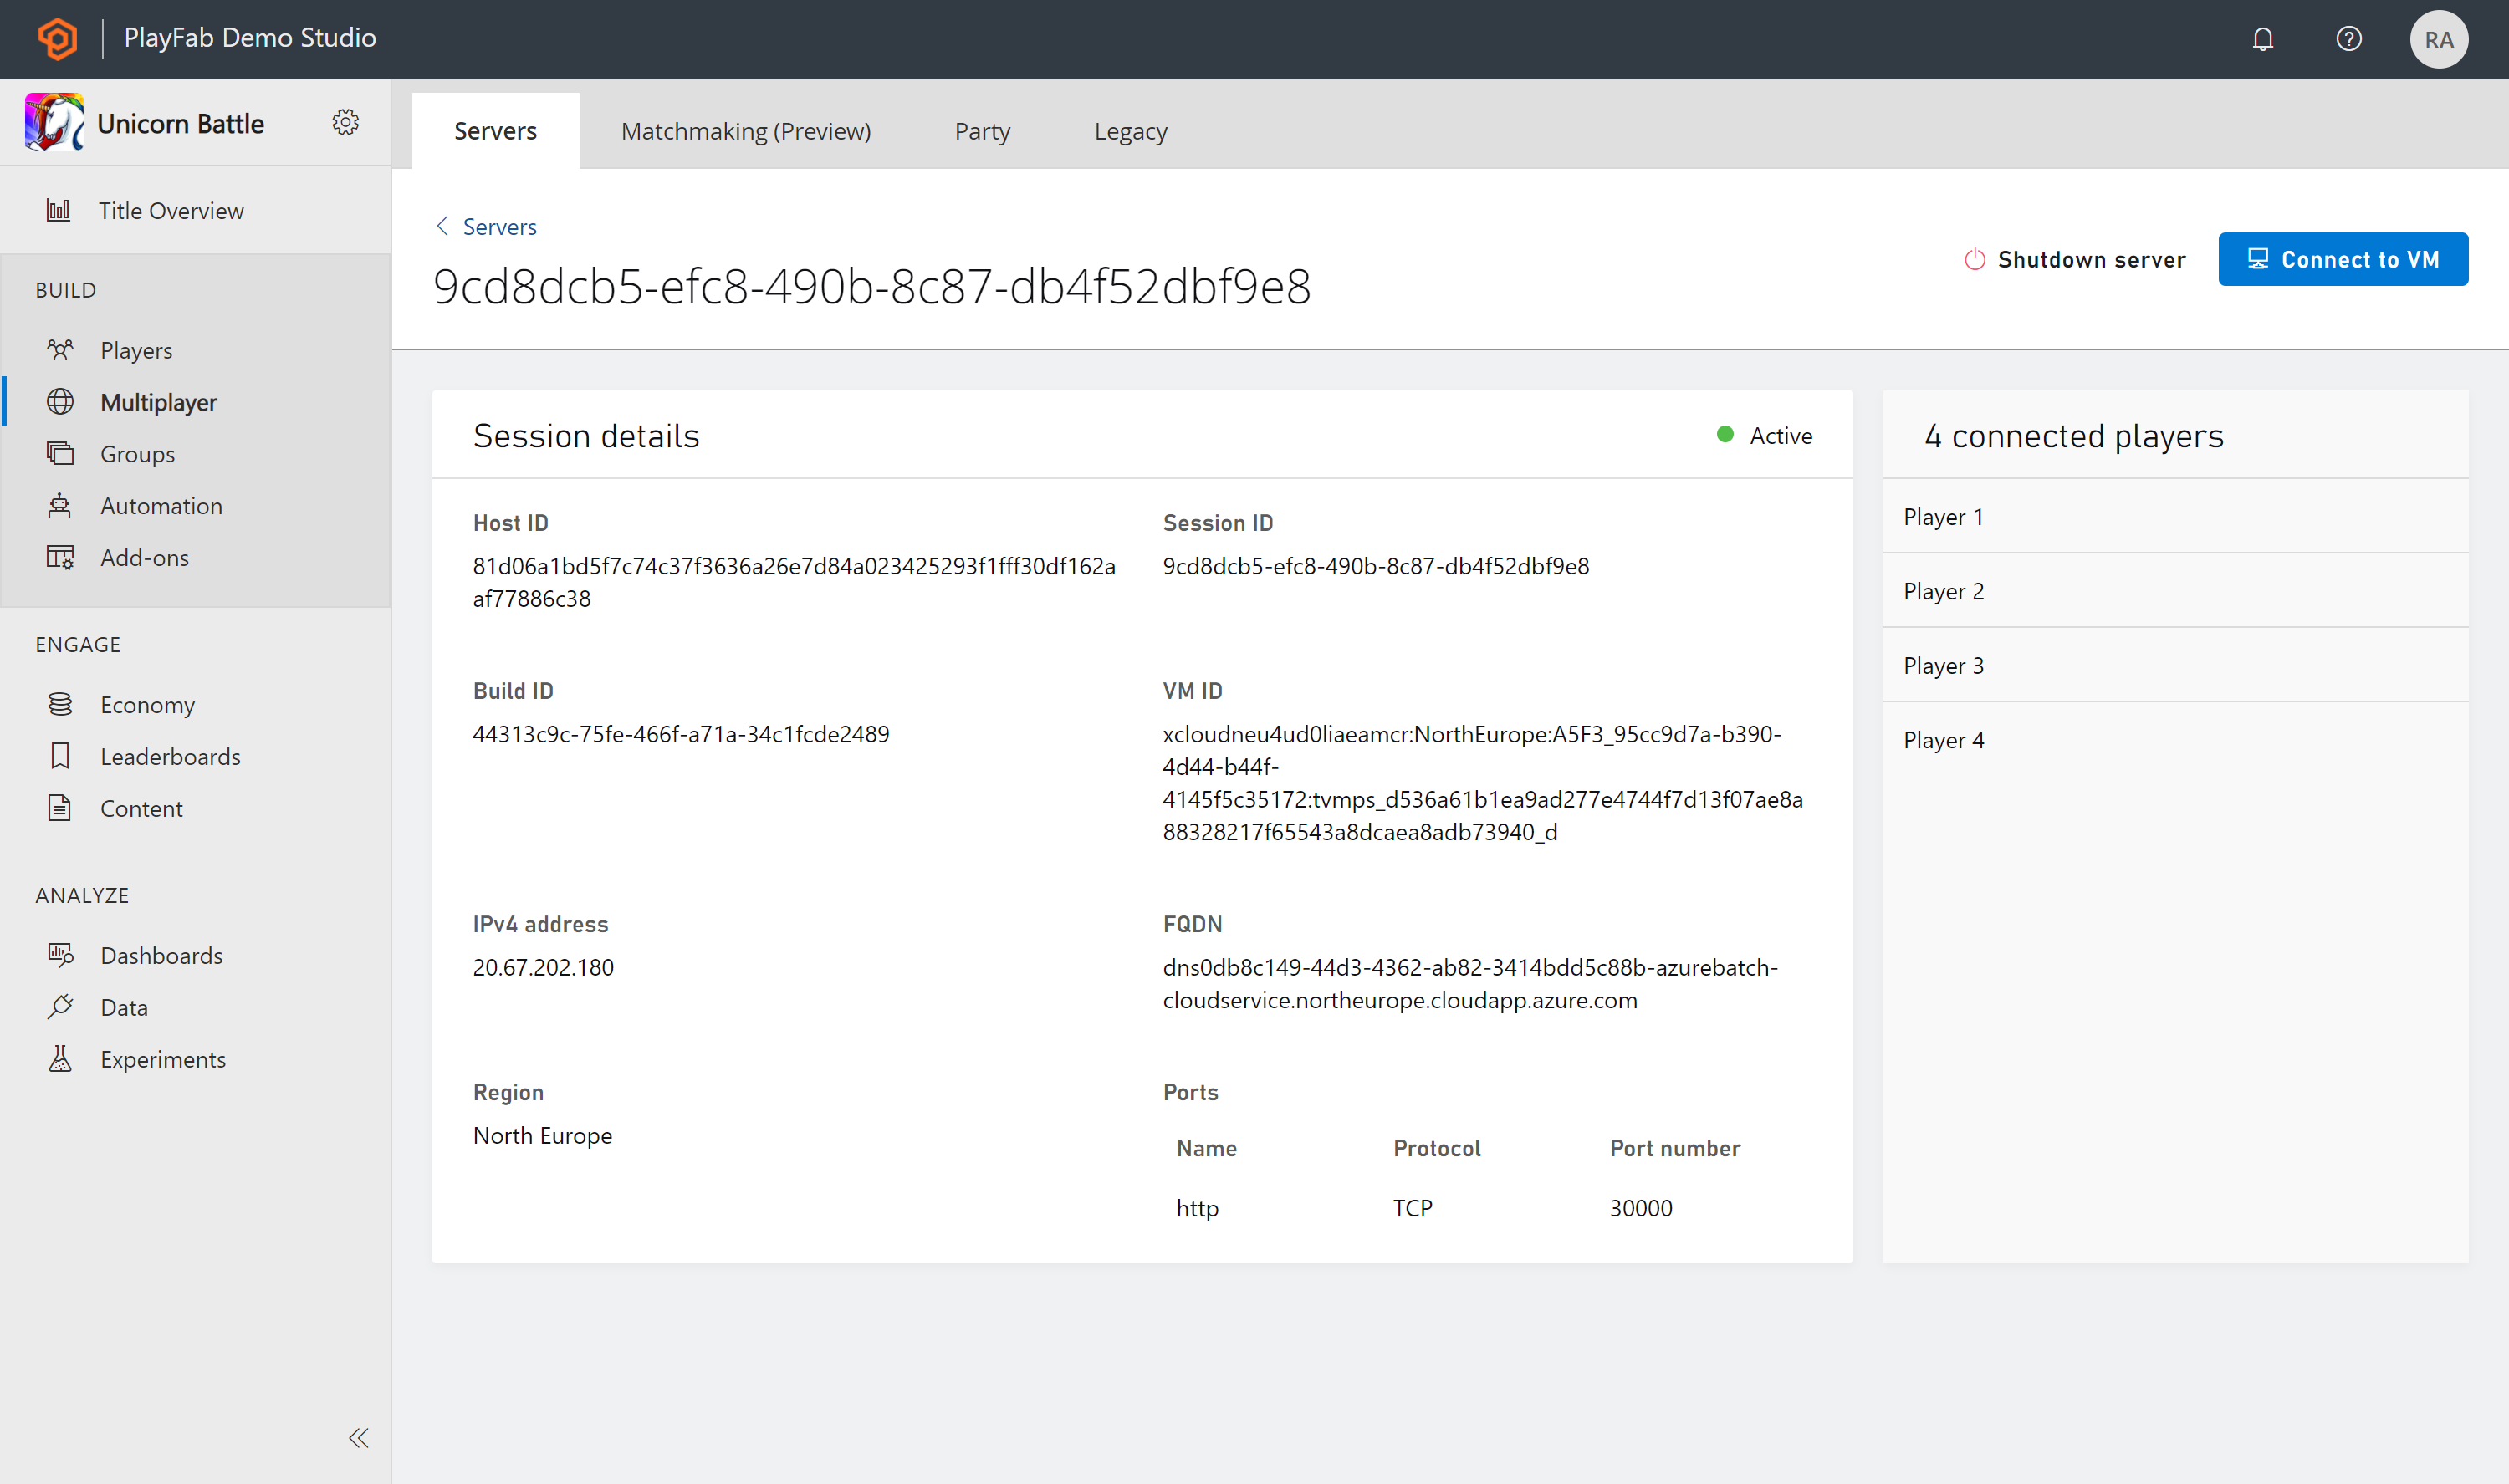 PlayFab Demo Studio
RA
Unicorn Battle
Title Overview
BUILD
Players
Multiplayer
Groups
Automation
Add-ons
ENGAGE
Economy
Leaderboards
Content
ANALYZE
Dashboards
Data
Experiments
Servers
Matchmaking (Preview)
Party
Legacy
Servers
9cd8dcb5-efc8-490b-8c87-db4f52dbf9e8
Shutdown server
Connect to VM
Session details
Active
Host ID
81d06a1bd5f7c74c37f3636a26e7d84a023425293f1fff30df162a
af77886c38
Session ID
9cd8dcb5-efc8-490b-8c87-db4f52dbf9e8
Build ID
44313c9c-75fe-466f-a71a-34c1fcde2489
VM ID
xcloudneu4ud0liaeamcr:NorthEurope:A5F3_95cc9d7a-b390-
4d44-b44f-
4145f5c35172:tvmps_d536a61b1ea9ad277e4744f7d13f07ae8a
88328217f65543a8dcaea8adb73940_d
IPv4 address
20.67.202.180
FQDN
dns0db8c149-44d3-4362-ab82-3414bdd5c88b-azurebatch-
cloudservice.northeurope.cloudapp.azure.com
Region
North Europe
Ports
Name Protocol Port number
http TCP 30000
4 connected players
Player 1
Player 2
Player 3
Player 4